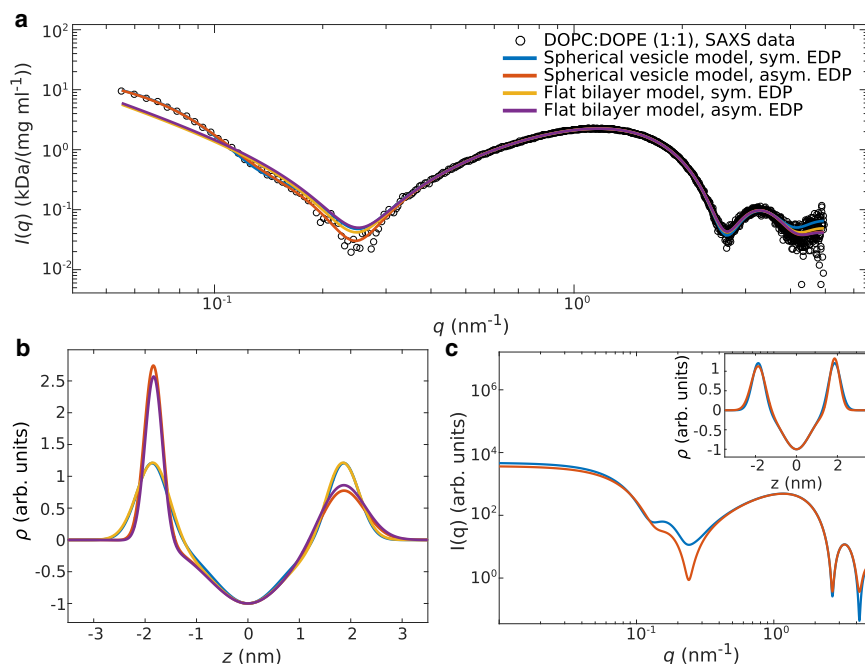 a
10²
10¹
10⁰
10⁻¹
10⁻²
I(q) (kDa/(mg ml⁻¹))
DOPC:DOPE (1:1), SAXS data
Spherical vesicle model, sym. EDP
Spherical vesicle model, asym. EDP
Flat bilayer model, sym. EDP
Flat bilayer model, asym. EDP
10⁻¹ 10⁰
q (nm⁻¹)
b
2.5
2
1.5
1
0.5
0
-0.5
-1
ρ (arb. units)
-3 -2 -1 0 1 2 3
z (nm)
c
10⁶
10⁴
10²
10⁰
I(q) (arb. units)
10⁻¹ 10⁰
q (nm⁻¹)
1
0.5
0
-0.5
-1
ρ (arb. units)
-2 0 2
z (nm)